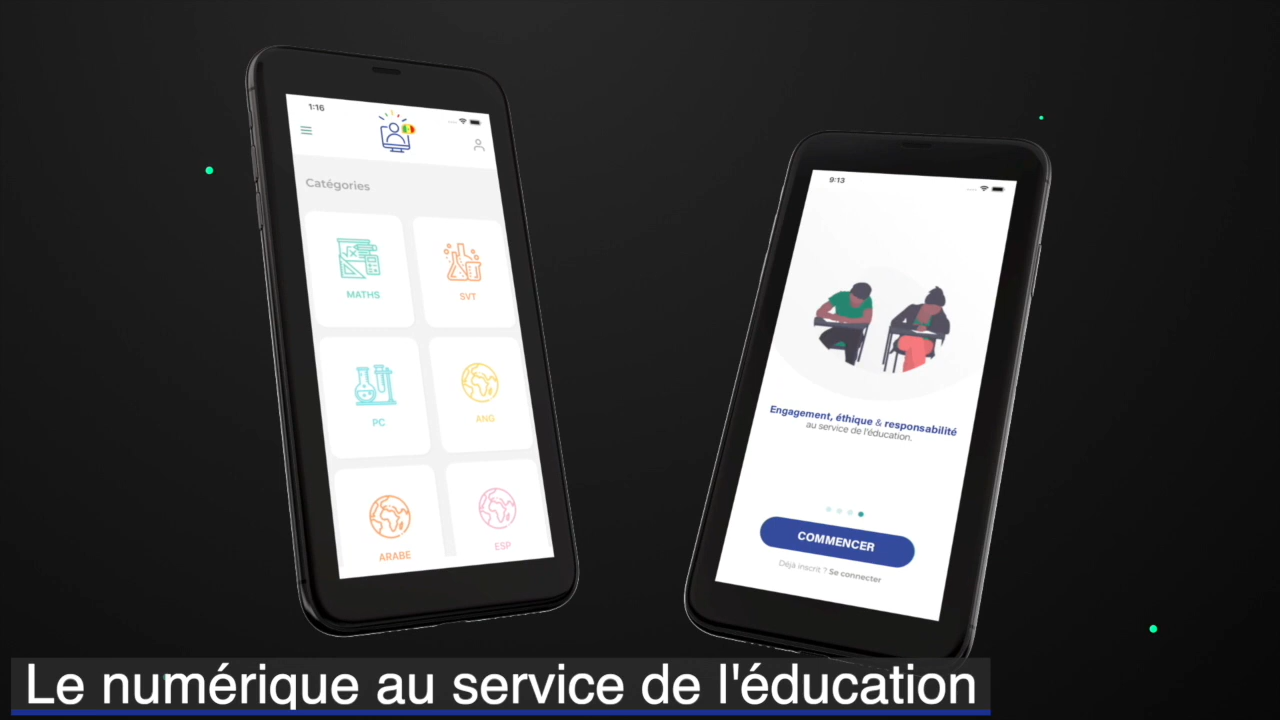 1:16
Catégories
MATHS
SVT
PC
ANG
ARABE
ESP
9:13
Engagement, éthique & responsabilité
au service de l'éducation.
COMMENCER
Déjà inscrit ? Se connecter
Le numérique au service de l'éducation